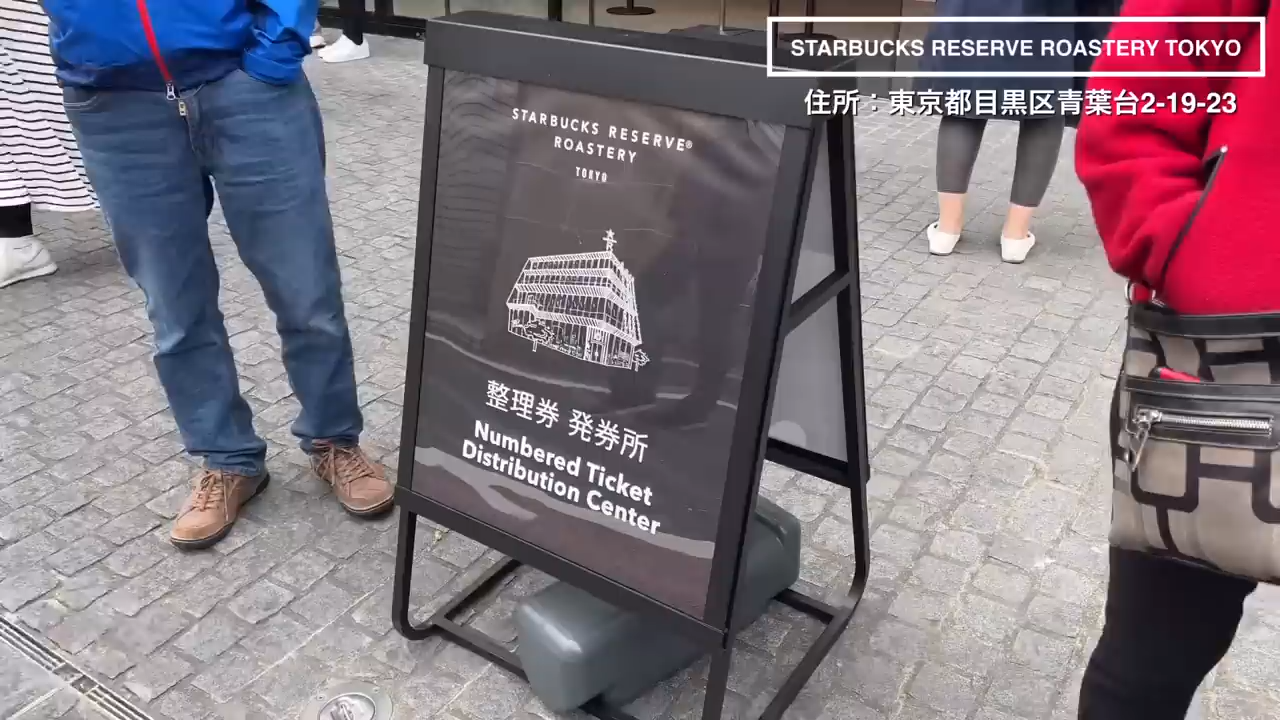 STARBUCKS RESERVE ROASTERY TOKYO
住所：東京都目黒区青葉台2-19-23
STARBUCKS RESERVE®
ROASTERY
TOKYO
整理券 発券所
Numbered Ticket
Distribution Center